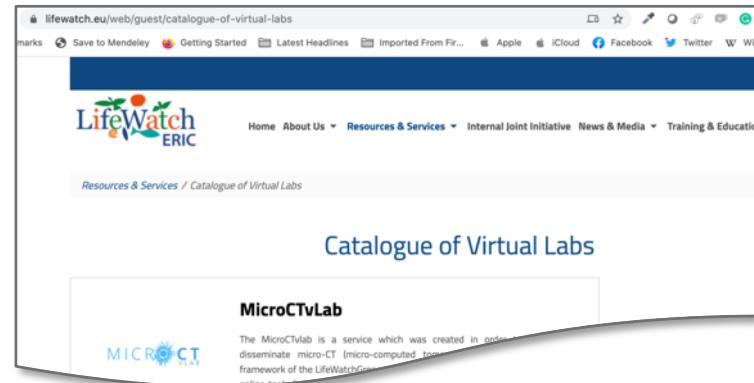 lifewatch.eu/web/guest/catalogue-of-virtual-labs
marks Save to Mendeley Getting Started Latest Headlines Imported From Fir... Apple iCloud Facebook Twitter W Wi
LifeWatch
ERIC
Home About Us Resources & Services Internal Joint Initiative News & Media Training & Educatio
Resources & Services / Catalogue of Virtual Labs
Catalogue of Virtual Labs
MicroCTvLab
MICROCT
VLAB
The MicroCTvlab is a service which was created in order
disseminate micro-CT (micro-computed
framework of the